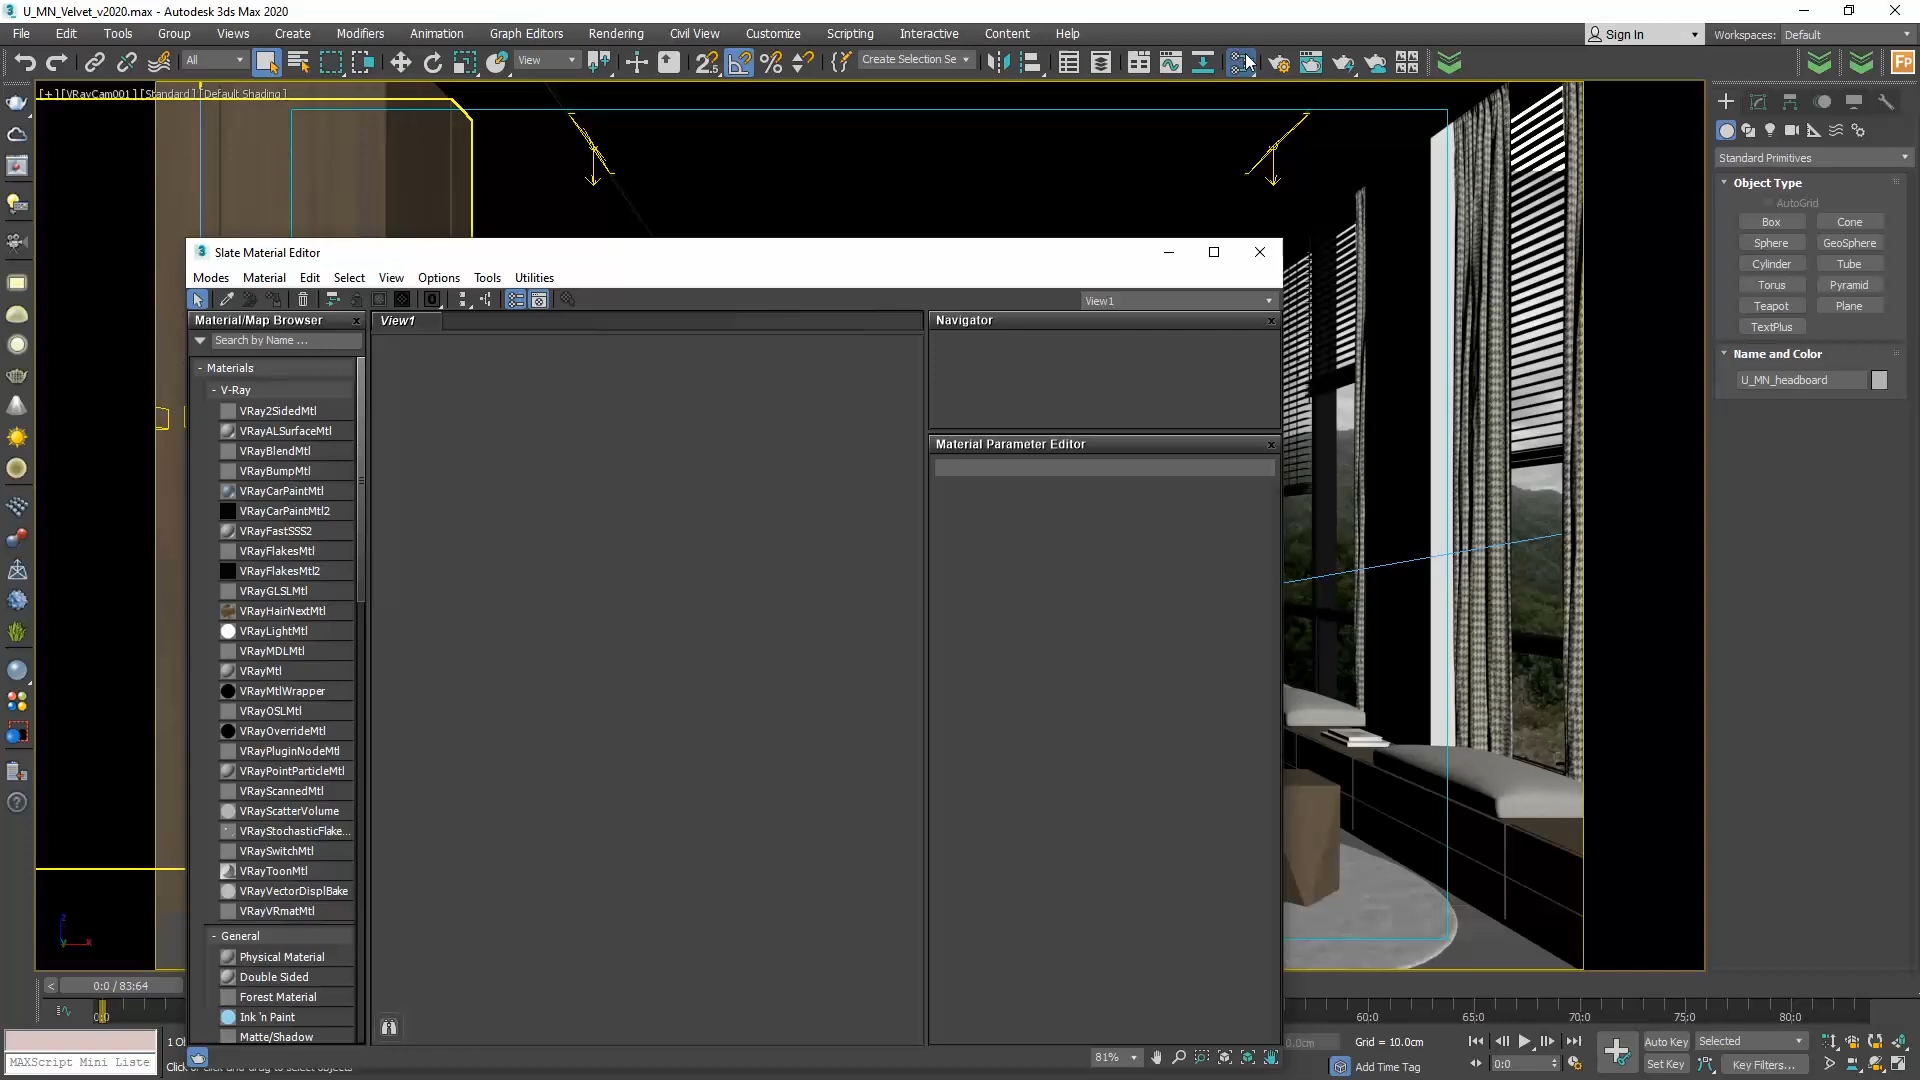 U_MN_Velvet_v2020.max - Autodesk 3ds Max 2020
File Edit Tools Group Views Create Modifiers Animation Graph Editors Rendering Civil View Customize Scripting Interactive Content Help
Sign In Workspaces: Default
All View Create Selection Se FP
[+] [VRayCam001] [Standard] [Default Shading]
Standard Primitives
Object Type
AutoGrid
Box Cone
Sphere GeoSphere
Cylinder Tube
Torus Pyramid
Teapot Plane
TextPlus
Name and Color
U_MN_headboard
Slate Material Editor
Modes Material Edit Select View Options Tools Utilities
View1
Material/Map Browser
View1
Navigator
Search by Name ...
- Materials
- V-Ray
VRay2SidedMtl
VRayALSurfaceMtl
VRayBlendMtl
VRayBumpMtl
VRayCarPaintMtl
VRayCarPaintMtl2
VRayFastSSS2
VRayFlakesMtl
VRayFlakesMtl2
VRayGLSLMtl
VRayHairNextMtl
VRayLightMtl
VRayMDLMtl
VRayMtl
VRayMtlWrapper
VRayOSLMtl
VRayOverrideMtl
VRayPluginNodeMtl
VRayPointParticleMtl
VRayScannedMtl
VRayScatterVolume
VRayStochasticFlake...
VRaySwitchMtl
VRayToonMtl
VRayVectorDisplBake
VRayVRmatMtl
- General
Physical Material
Double Sided
Forest Material
Ink 'n Paint
Matte/Shadow
Material Parameter Editor
81%
z
x
0:0 / 83:64
0:0
60:0 65:0 70:0 75:0 80:0
MAXScript Mini Liste
0.0cm Grid = 10.0cm
Add Time Tag
0:0
Auto Key Selected
Set Key Key Filters...